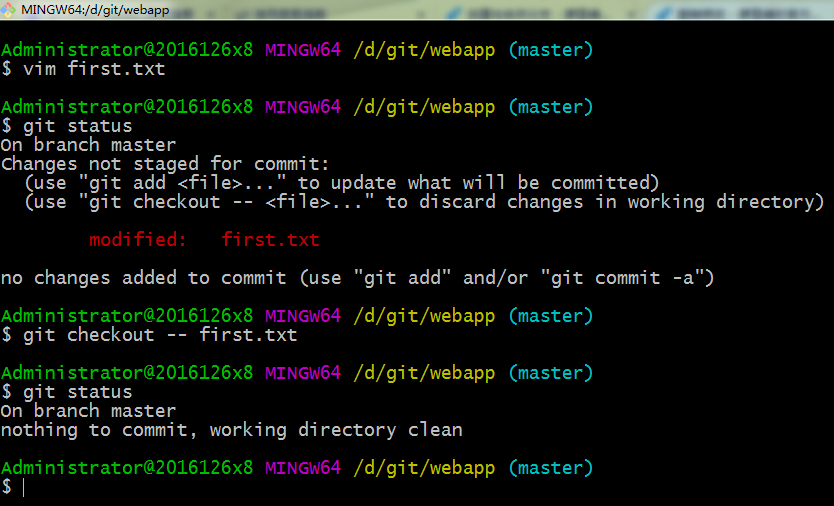 MINGW64:/d/git/webapp
Administrator@2016126x8 MINGW64 /d/git/webapp (master)
$ vim first.txt
Administrator@2016126x8 MINGW64 /d/git/webapp (master)
$ git status
On branch master
Changes not staged for commit:
  (use "git add <file>..." to update what will be committed)
  (use "git checkout -- <file>..." to discard changes in working directory)
        modified:   first.txt
no changes added to commit (use "git add" and/or "git commit -a")
Administrator@2016126x8 MINGW64 /d/git/webapp (master)
$ git checkout -- first.txt
Administrator@2016126x8 MINGW64 /d/git/webapp (master)
$ git status
On branch master
nothing to commit, working directory clean
Administrator@2016126x8 MINGW64 /d/git/webapp (master)
$